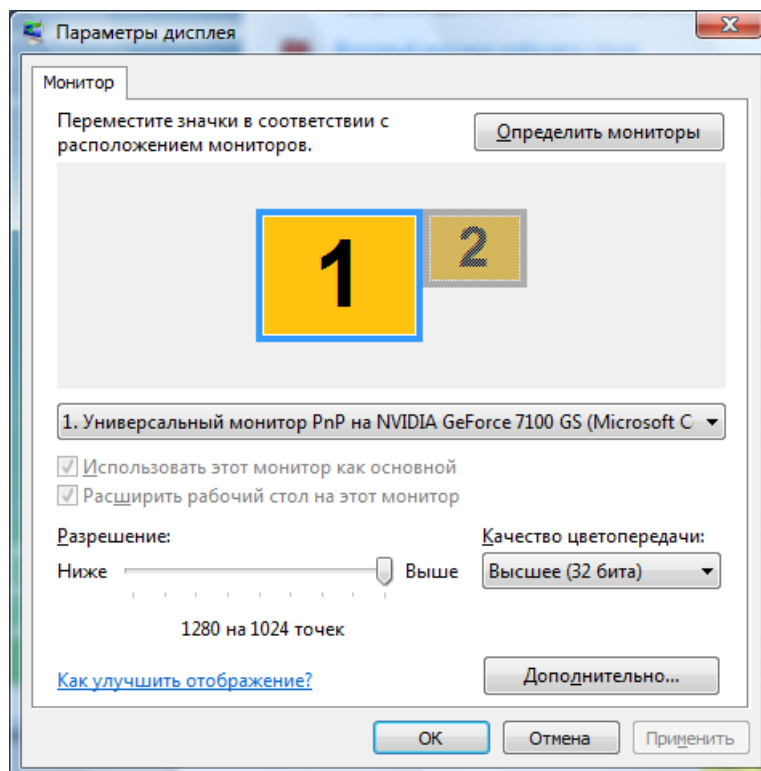 Параметры дисплея
Монитор
Переместите значки в соответствии с
расположением мониторов.
Определить мониторы
1
2
1. Универсальный монитор PnP на NVIDIA GeForce 7100 GS (Microsoft C
Использовать этот монитор как основной
Расширить рабочий стол на этот монитор
Разрешение:
Ниже
Выше
1280 на 1024 точек
Качество цветопередачи:
Высшее (32 бита)
Как улучшить отображение?
Дополнительно...
ОК
Отмена
Применить